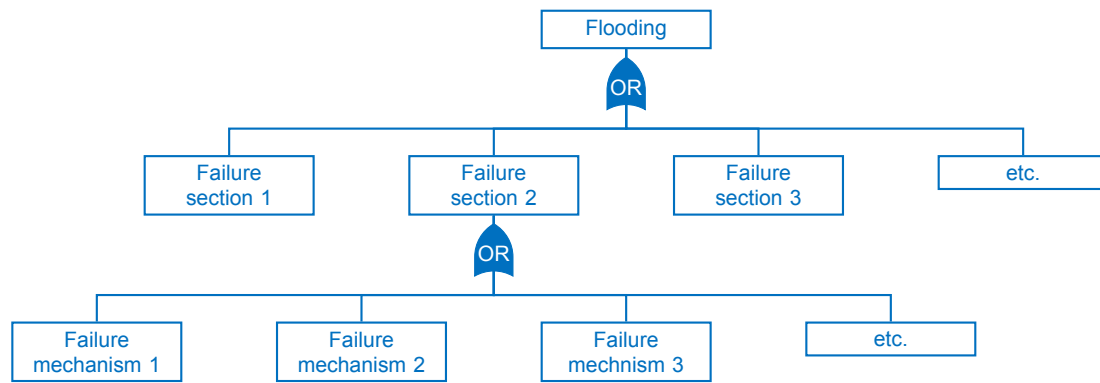 Flooding
OR
Failure
section 1
Failure
section 2
Failure
section 3
etc.
OR
Failure
mechanism 1
Failure
mechanism 2
Failure
mechnism 3
etc.